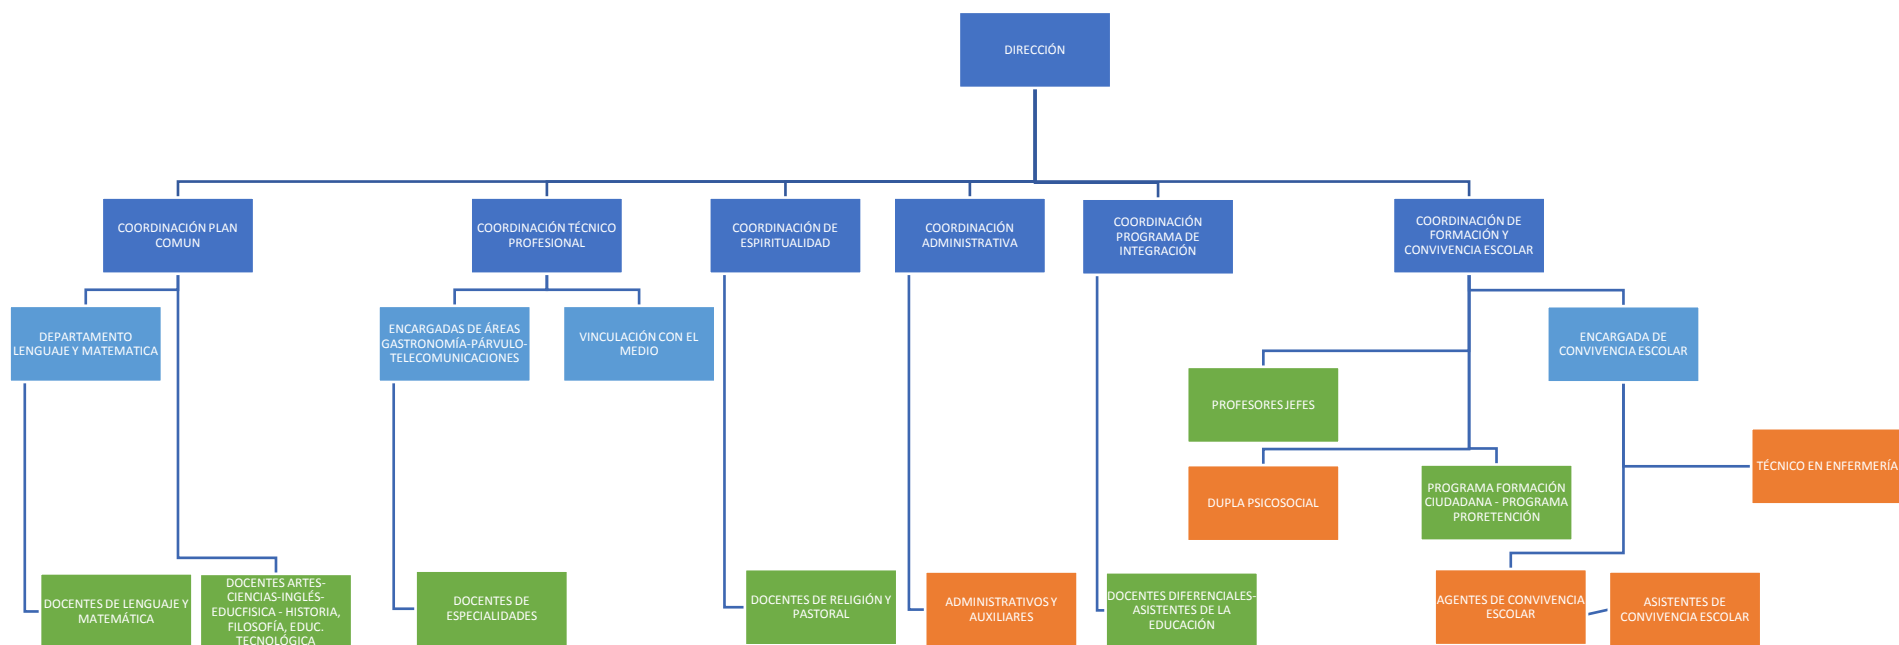 DIRECCIÓN
COORDINACIÓN PLAN
COMUN
COORDINACIÓN TÉCNICO
PROFESIONAL
COORDINACIÓN DE
ESPIRITUALIDAD
COORDINACIÓN
ADMINISTRATIVA
COORDINACIÓN
PROGRAMA DE
INTEGRACIÓN
COORDINACIÓN DE
FORMACIÓN Y
CONVIVENCIA ESCOLAR
DEPARTAMENTO
LENGUAJE Y MATEMATICA
ENCARGADAS DE ÁREAS
GASTRONOMÍA-PÁRVULO-
TELECOMUNICACIONES
VINCULACIÓN CON EL
MEDIO
ENCARGADA DE
CONVIVENCIA ESCOLAR
PROFESORES JEFES
DUPLA PSICOSOCIAL
PROGRAMA FORMACIÓN
CIUDADANA - PROGRAMA
PRORETENCIÓN
TÉCNICO EN ENFERMERÍA
DOCENTES DE LENGUAJE Y
MATEMÁTICA
DOCENTES ARTES-
CIENCIAS-INGLÉS-
EDUCFISICA - HISTORIA,
FILOSOFÍA, EDUC.
TECNOLÓGICA
DOCENTES DE
ESPECIALIDADES
DOCENTES DE RELIGIÓN Y
PASTORAL
ADMINISTRATIVOS Y
AUXILIARES
DOCENTES DIFERENCIALES-
ASISTENTES DE LA
EDUCACIÓN
AGENTES DE CONVIVENCIA
ESCOLAR
ASISTENTES DE
CONVIVENCIA ESCOLAR